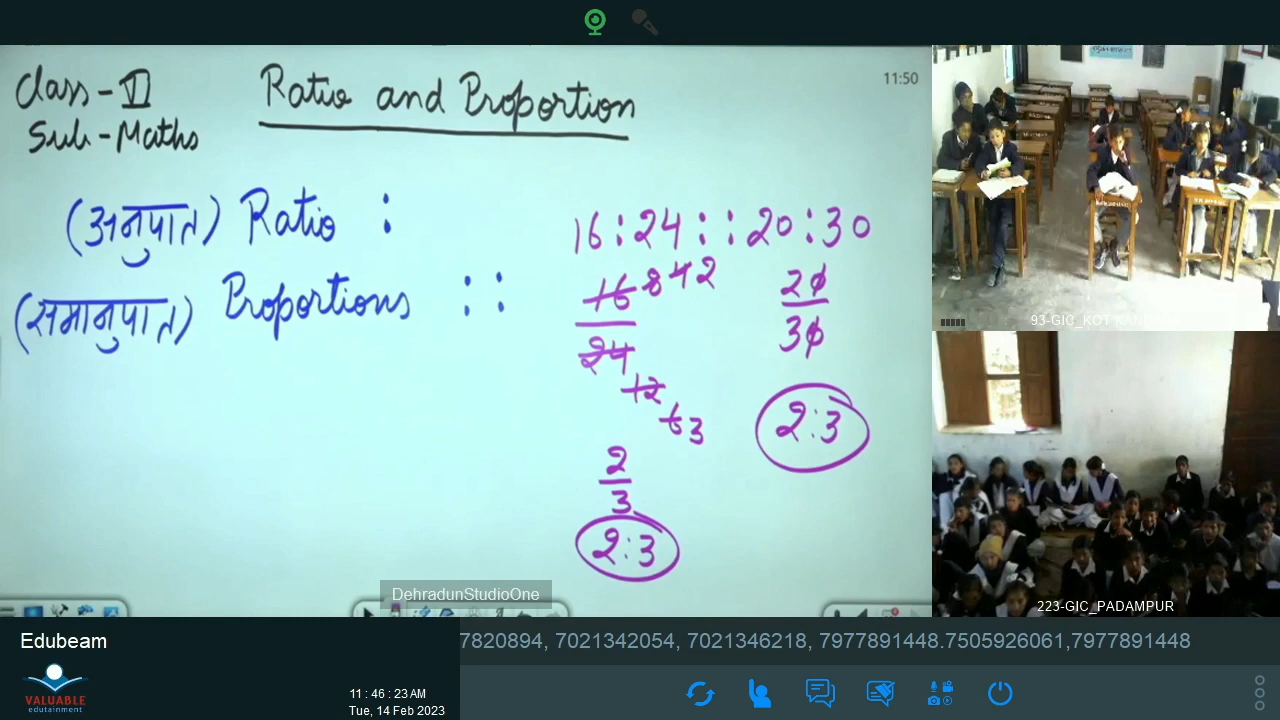 11:50
Class-VI
Ratio and Proportion
Sub-Maths
(अनुपात) Ratio :
16:24::20:30
(समानुपात) Proportions ::
16 8 4 2
24
12
6 3
20
30
2:3
2
3
2:3
93-GIC_KOT
223-GIC_PADAMPUR
DehradunStudioOne
Edubeam
7820894, 7021342054, 7021346218, 7977891448.7505926061,7977891448
VALUABLE
edutainment
11 : 46 : 23 AM
Tue, 14 Feb 2023